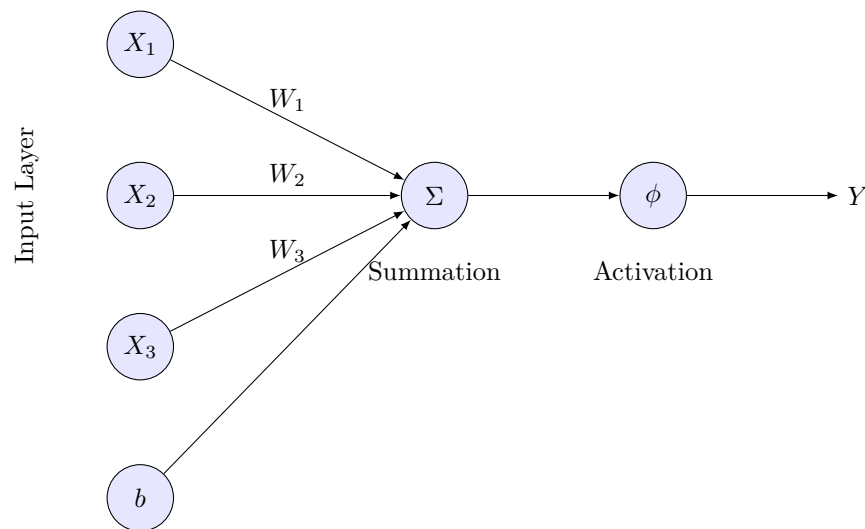 X₁
W₁
Input Layer
X₂
W₂
Σ
ϕ
Y
W₃
Summation
Activation
X₃
b